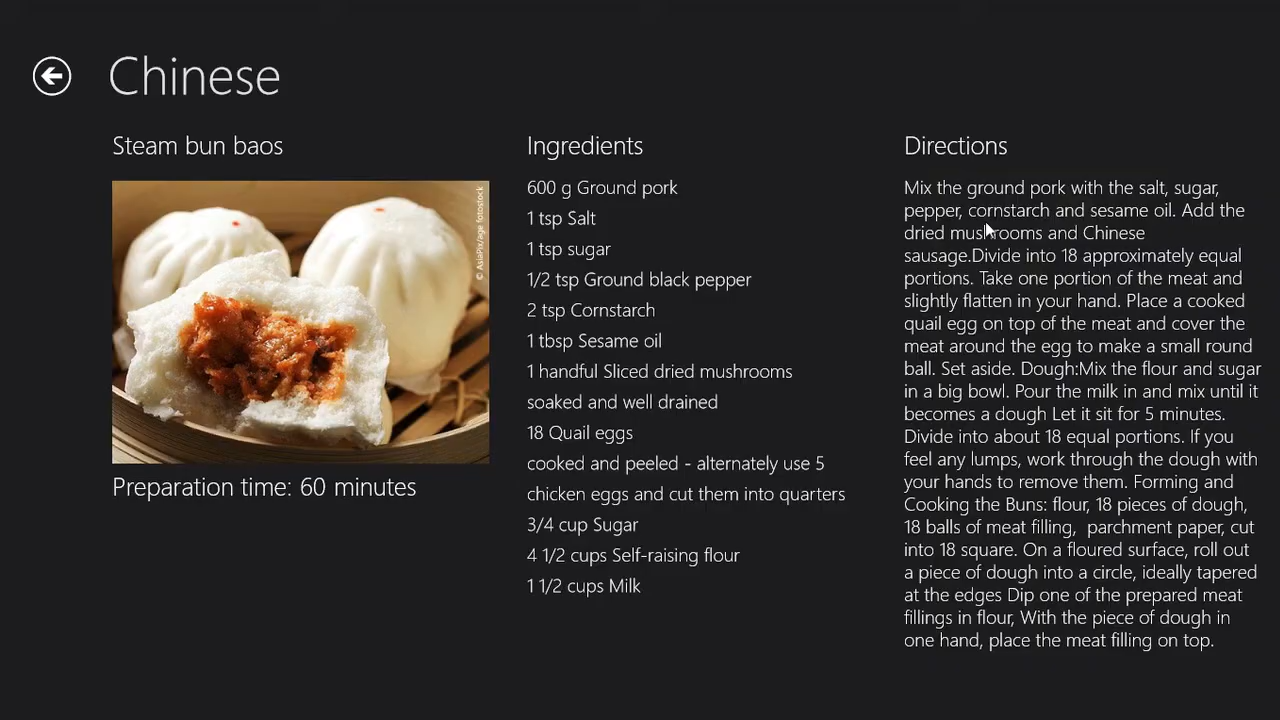 Chinese
Steam bun baos
© AsiaPix/age fotostock
Preparation time: 60 minutes
Ingredients
600 g Ground pork
1 tsp Salt
1 tsp sugar
1/2 tsp Ground black pepper
2 tsp Cornstarch
1 tbsp Sesame oil
1 handful Sliced dried mushrooms
soaked and well drained
18 Quail eggs
cooked and peeled - alternately use 5
chicken eggs and cut them into quarters
3/4 cup Sugar
4 1/2 cups Self-raising flour
1 1/2 cups Milk
Directions
Mix the ground pork with the salt, sugar,
pepper, cornstarch and sesame oil. Add the
dried mushrooms and Chinese
sausage.Divide into 18 approximately equal
portions. Take one portion of the meat and
slightly flatten in your hand. Place a cooked
quail egg on top of the meat and cover the
meat around the egg to make a small round
ball. Set aside. Dough:Mix the flour and sugar
in a big bowl. Pour the milk in and mix until it
becomes a dough Let it sit for 5 minutes.
Divide into about 18 equal portions. If you
feel any lumps, work through the dough with
your hands to remove them. Forming and
Cooking the Buns: flour, 18 pieces of dough,
18 balls of meat filling,  parchment paper, cut
into 18 square. On a floured surface, roll out
a piece of dough into a circle, ideally tapered
at the edges Dip one of the prepared meat
fillings in flour, With the piece of dough in
one hand, place the meat filling on top.